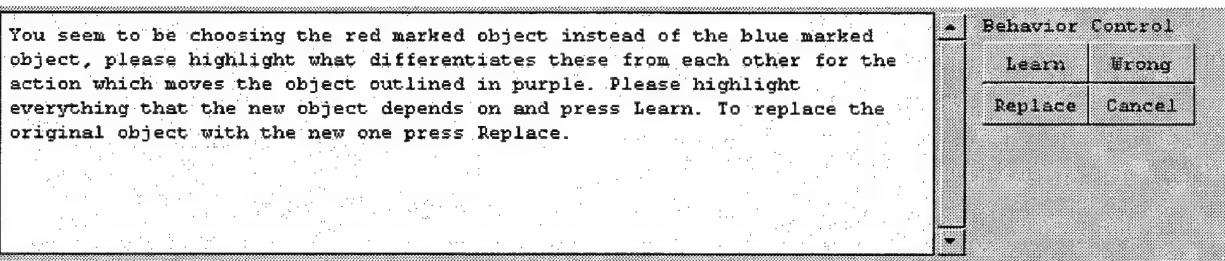 You seem to be choosing the red marked object instead of the blue marked
object, please highlight what differentiates these from each other for the
action which moves the object outlined in purple. Please highlight
everything that the new object depends on and press Learn. To replace the
original object with the new one press Replace.
Behavior Control
Learn Wrong
Replace Cancel